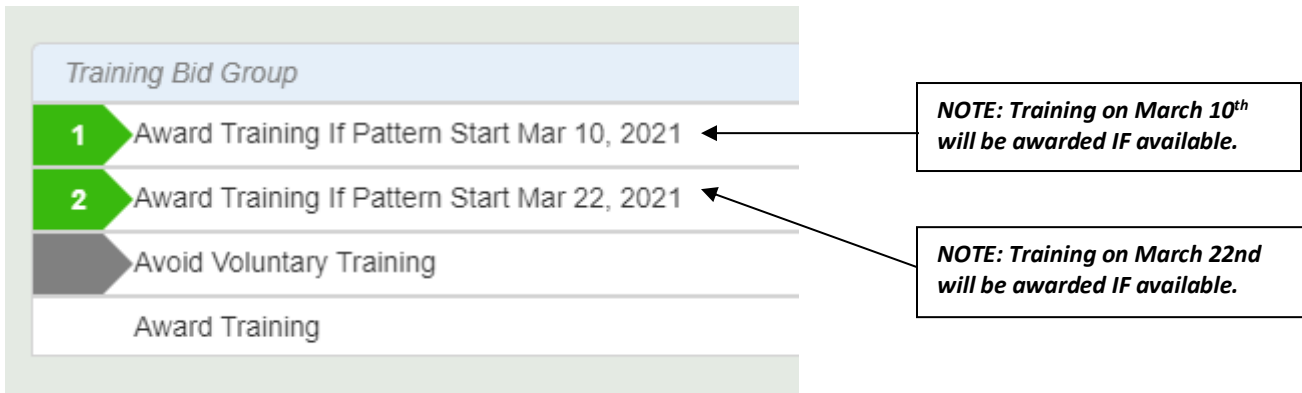 Training Bid Group
1 Award Training If Pattern Start Mar 10, 2021
2 Award Training If Pattern Start Mar 22, 2021
Avoid Voluntary Training
Award Training
NOTE: Training on March 10th
will be awarded IF available.
NOTE: Training on March 22nd
will be awarded IF available.